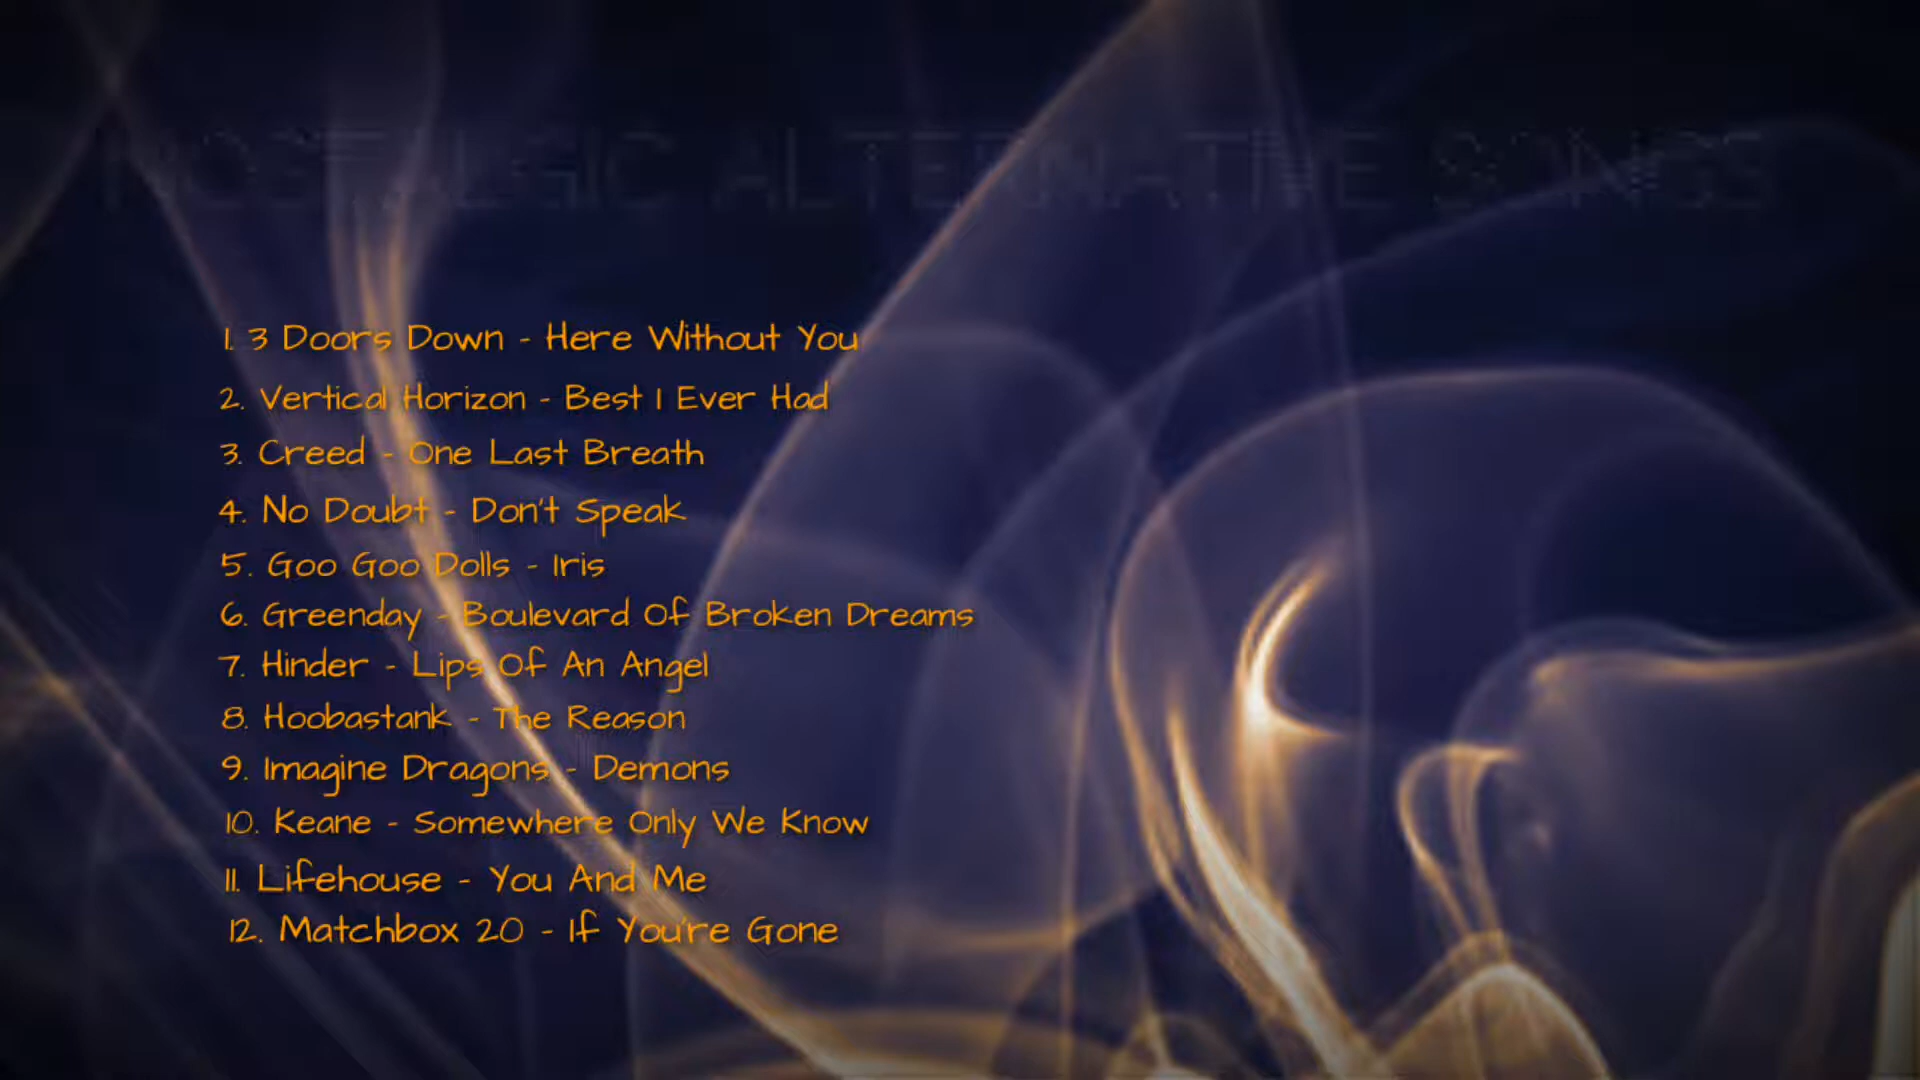 NOSTALGIC ALTERNATIVE SONGS
1. 3 Doors Down - Here Without You
2. Vertical Horizon - Best I Ever Had
3. Creed - One Last Breath
4. No Doubt - Don't Speak
5. Goo Goo Dolls - Iris
6. Greenday - Boulevard Of Broken Dreams
7. Hinder - Lips Of An Angel
8. Hoobastank - The Reason
9. Imagine Dragons - Demons
10. Keane - Somewhere Only We Know
11. Lifehouse - You And Me
12. Matchbox 20 - If You're Gone